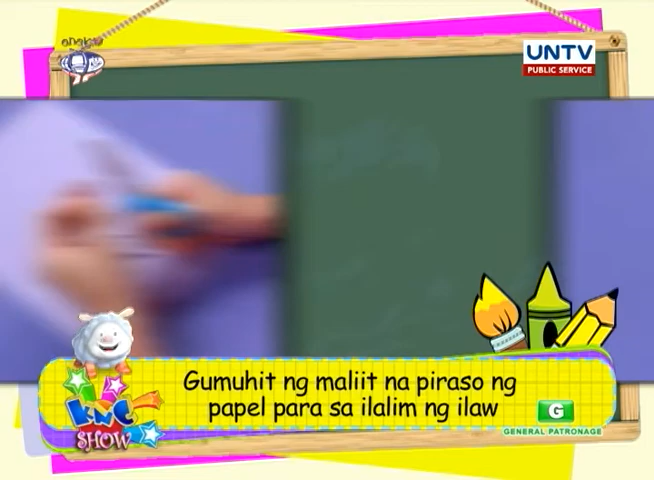 UNTV
PUBLIC SERVICE
Gumuhit ng maliit na piraso ng
papel para sa ilalim ng ilaw
KNC
SHOW
G
GENERAL PATRONAGE